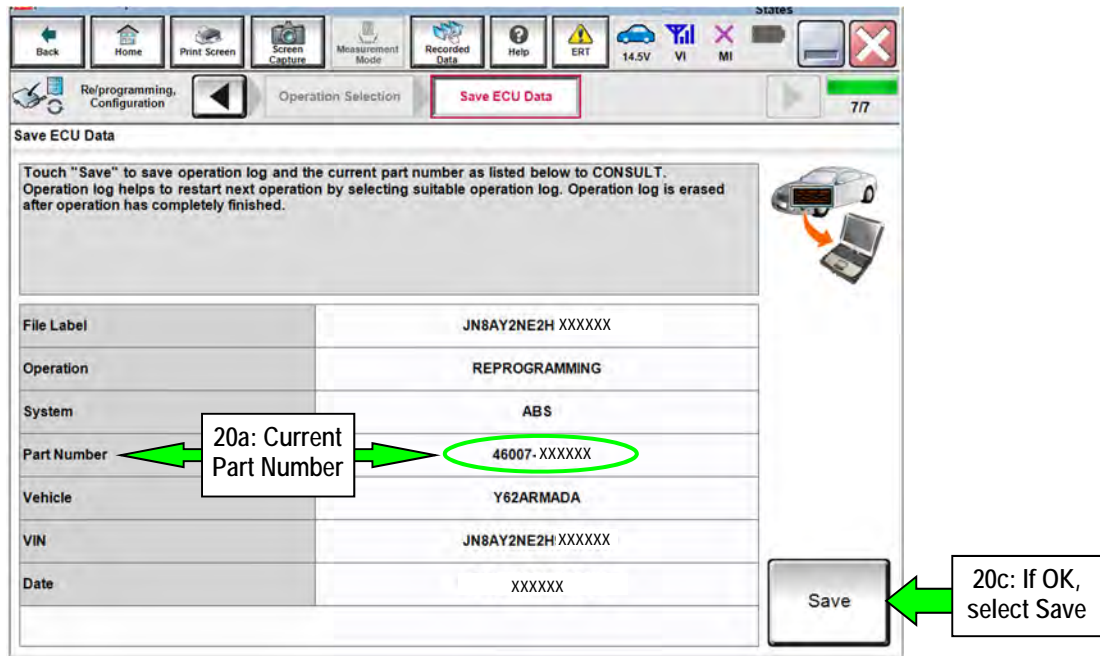 States
Back
Home
Print Screen
Screen
Capture
Measurement
Mode
Recorded
Data
Help
ERT
14.5V
VI
MI
Re/programming,
Configuration
Operation Selection
Save ECU Data
7/7
Save ECU Data
Touch "Save" to save operation log and the current part number as listed below to CONSULT.
Operation log helps to restart next operation by selecting suitable operation log. Operation log is erased
after operation has completely finished.
File Label
JN8AY2NE2H XXXXXX
Operation
REPROGRAMMING
System
ABS
20a: Current
Part Number
Part Number
46007- XXXXXX
Vehicle
Y62ARMADA
VIN
JN8AY2NE2H XXXXXX
Date
XXXXXX
Save
20c: If OK,
select Save